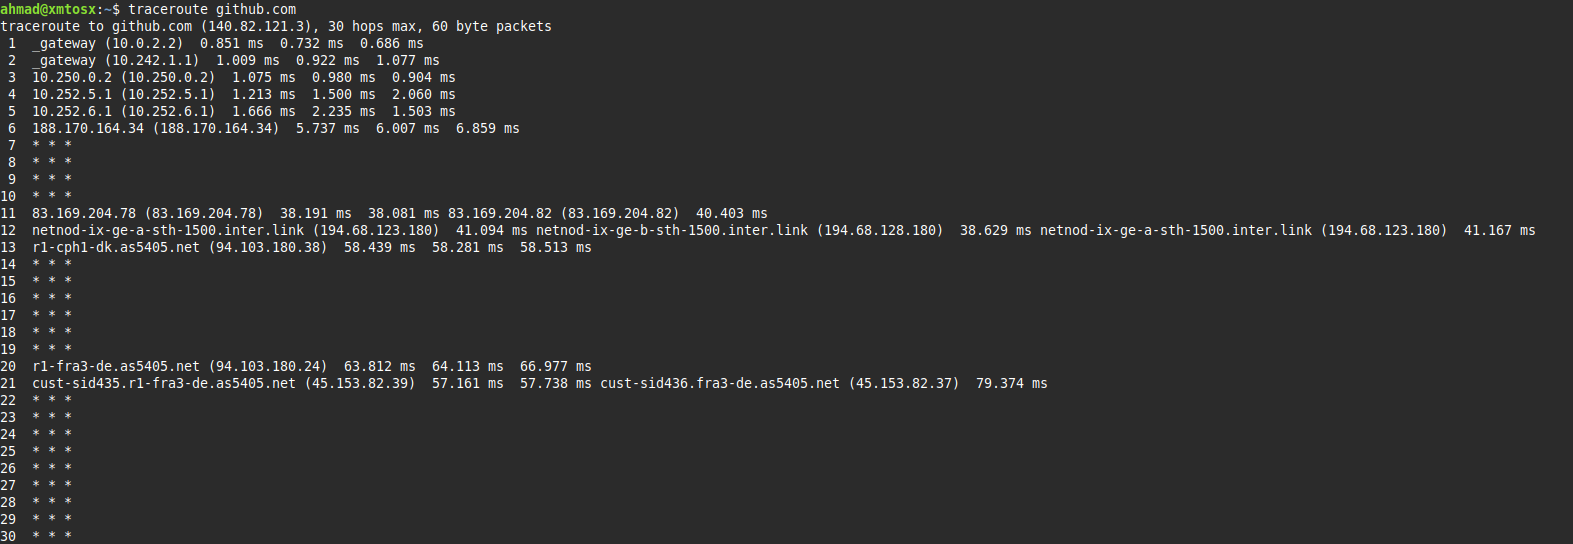 ahmad@xmtosx:~$ traceroute github.com
traceroute to github.com (140.82.121.3), 30 hops max, 60 byte packets
 1  _gateway (10.0.2.2)  0.851 ms  0.732 ms  0.686 ms
 2  _gateway (10.242.1.1)  1.009 ms  0.922 ms  1.077 ms
 3  10.250.0.2 (10.250.0.2)  1.075 ms  0.980 ms  0.904 ms
 4  10.252.5.1 (10.252.5.1)  1.213 ms  1.500 ms  2.060 ms
 5  10.252.6.1 (10.252.6.1)  1.666 ms  2.235 ms  1.503 ms
 6  188.170.164.34 (188.170.164.34)  5.737 ms  6.007 ms  6.859 ms
 7  * * *
 8  * * *
 9  * * *
10  * * *
11  83.169.204.78 (83.169.204.78)  38.191 ms  38.081 ms 83.169.204.82 (83.169.204.82)  40.403 ms
12  netnod-ix-ge-a-sth-1500.inter.link (194.68.123.180)  41.094 ms netnod-ix-ge-b-sth-1500.inter.link (194.68.128.180)  38.629 ms netnod-ix-ge-a-sth-1500.inter.link (194.68.123.180)  41.167 ms
13  r1-cph1-dk.as5405.net (94.103.180.38)  58.439 ms  58.281 ms  58.513 ms
14  * * *
15  * * *
16  * * *
17  * * *
18  * * *
19  * * *
20  r1-fra3-de.as5405.net (94.103.180.24)  63.812 ms  64.113 ms  66.977 ms
21  cust-sid435.r1-fra3-de.as5405.net (45.153.82.39)  57.161 ms  57.738 ms cust-sid436.fra3-de.as5405.net (45.153.82.37)  79.374 ms
22  * * *
23  * * *
24  * * *
25  * * *
26  * * *
27  * * *
28  * * *
29  * * *
30  * * *